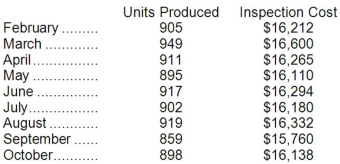 Units Produced Inspection Cost
February ......... 905 $16,212
March ............. 949 $16,600
April................ 911 $16,265
May ................ 895 $16,110
June ............... 917 $16,294
July................. 902 $16,180
August ............ 919 $16,332
September ...... 859 $15,760
October........... 898 $16,138